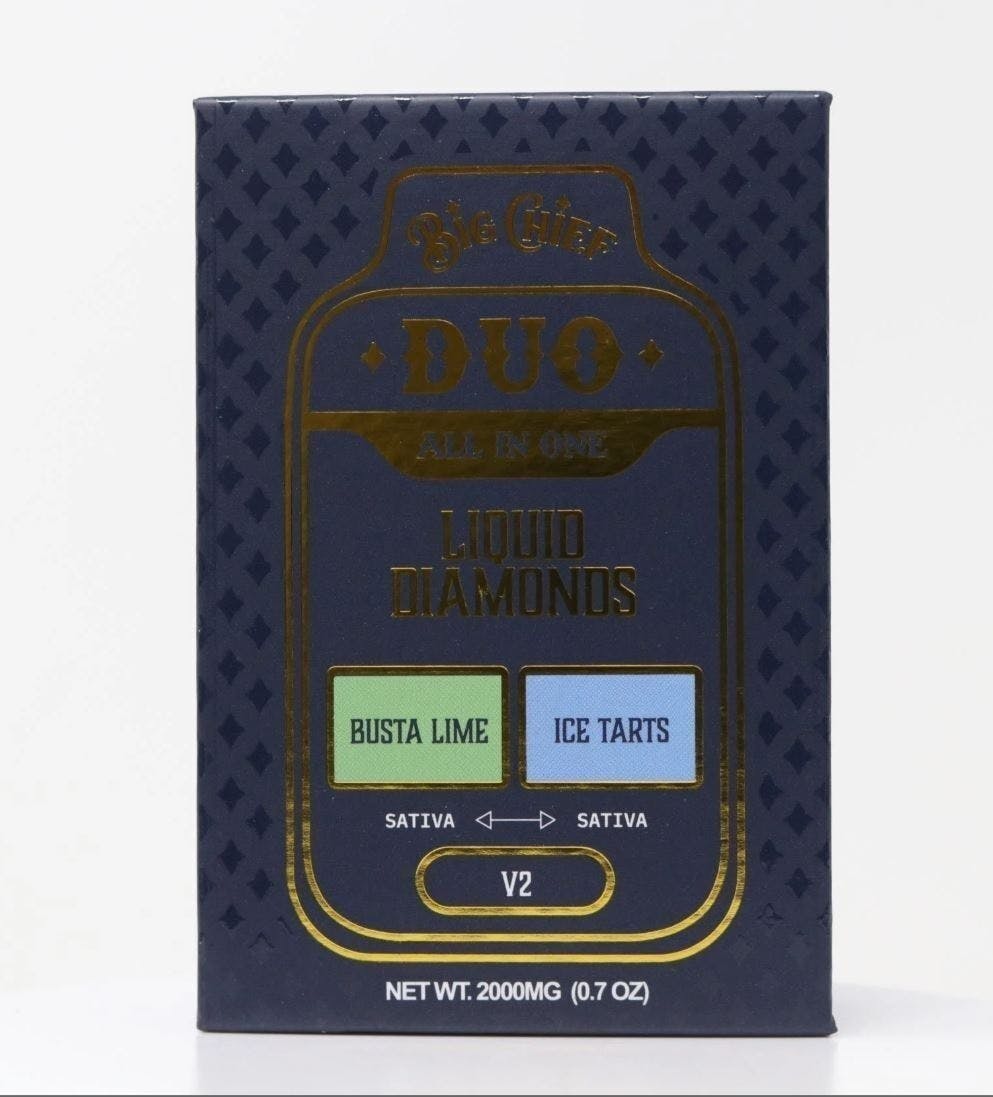 Big Chief
DUO
ALL IN ONE
LIQUID
DIAMONDS
BUSTA LIME
ICE TARTS
SATIVA SATIVA
V2
NET WT. 2000MG (0.7 OZ)